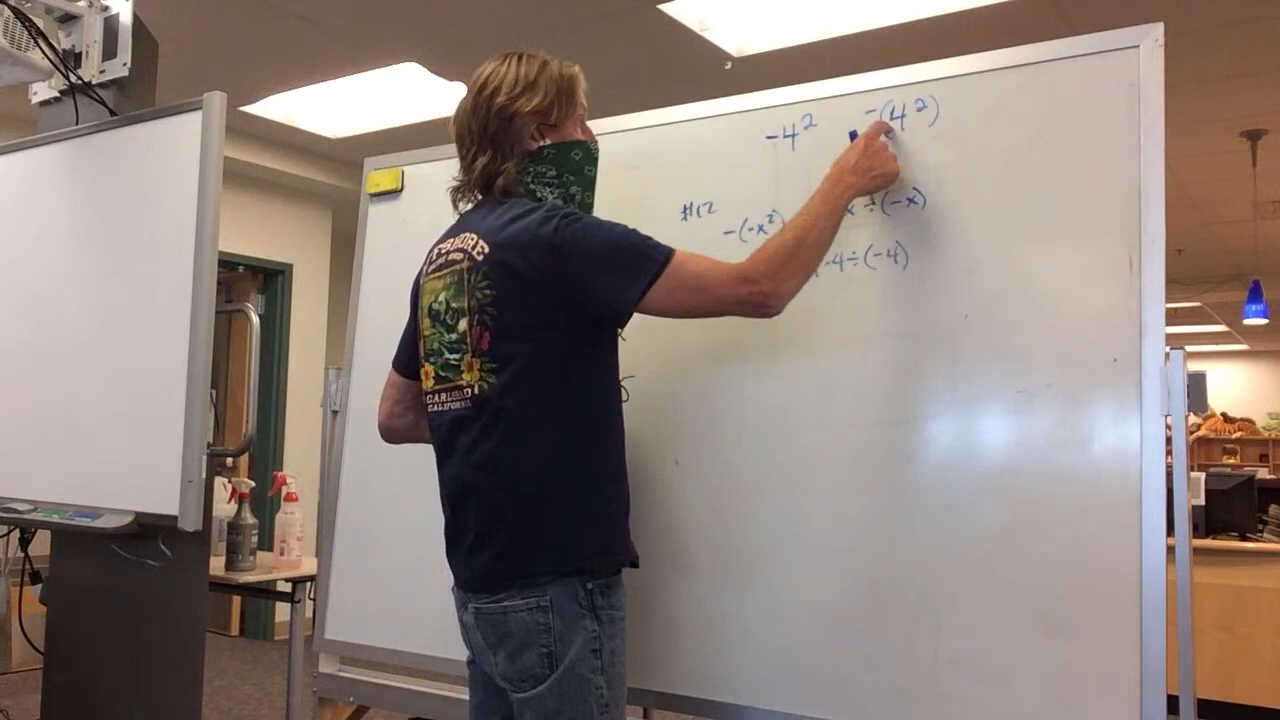 -4² -(4²)
#12
-(-x²) x ÷ (-x)
-4 ÷ (-4)
CARLSBAD
CALIFORNIA